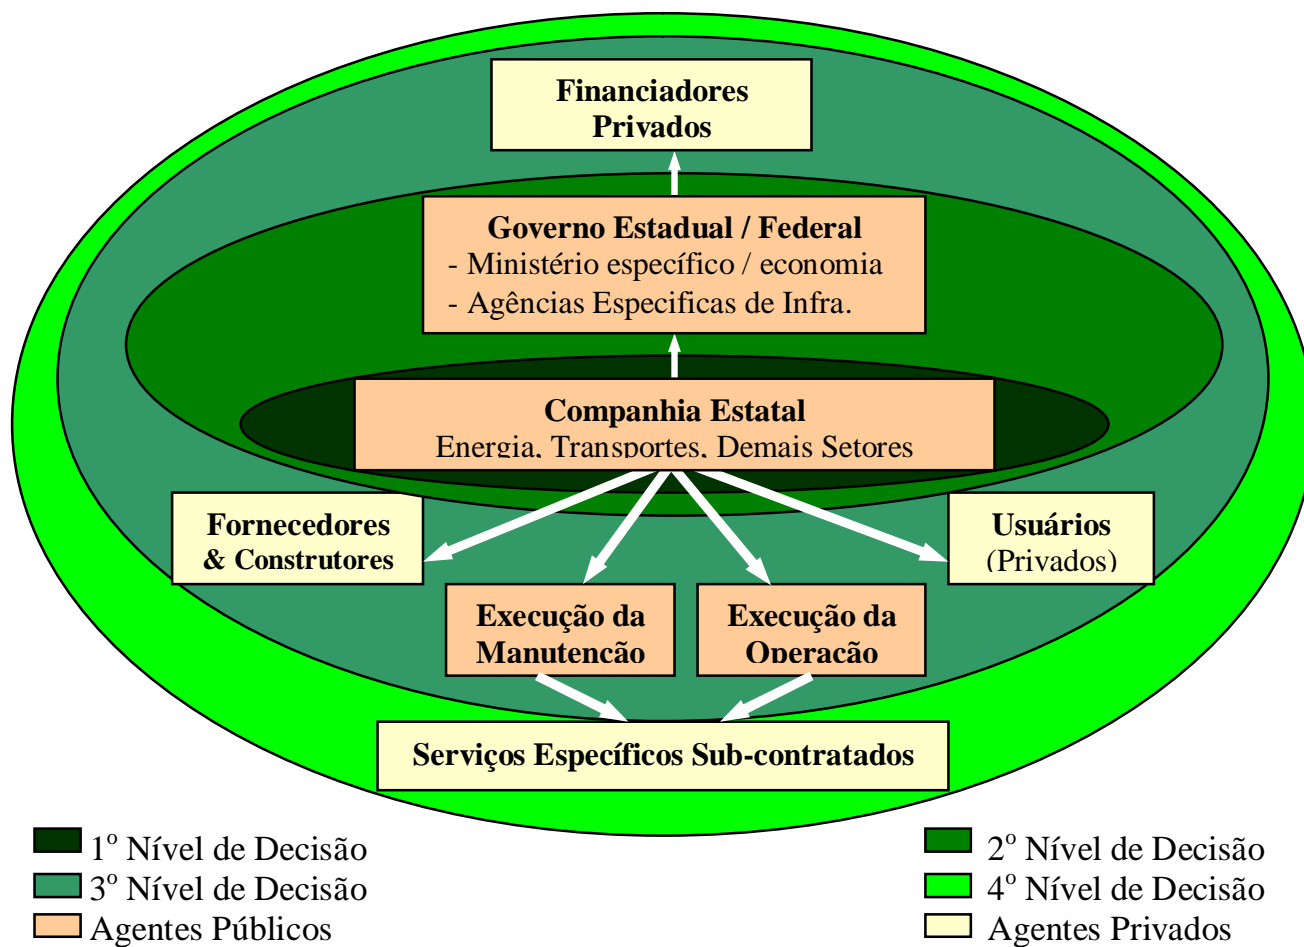 Financiadores
Privados
Governo Estadual / Federal
- Ministério específico / economia
- Agências Especificas de Infra.
Companhia Estatal
Energia, Transportes, Demais Setores
Fornecedores
& Construtores
Usuários
(Privados)
Execução da
Manutenção
Execução da
Operação
Serviços Específicos Sub-contratados
1º Nível de Decisão
2º Nível de Decisão
3º Nível de Decisão
4º Nível de Decisão
Agentes Públicos
Agentes Privados